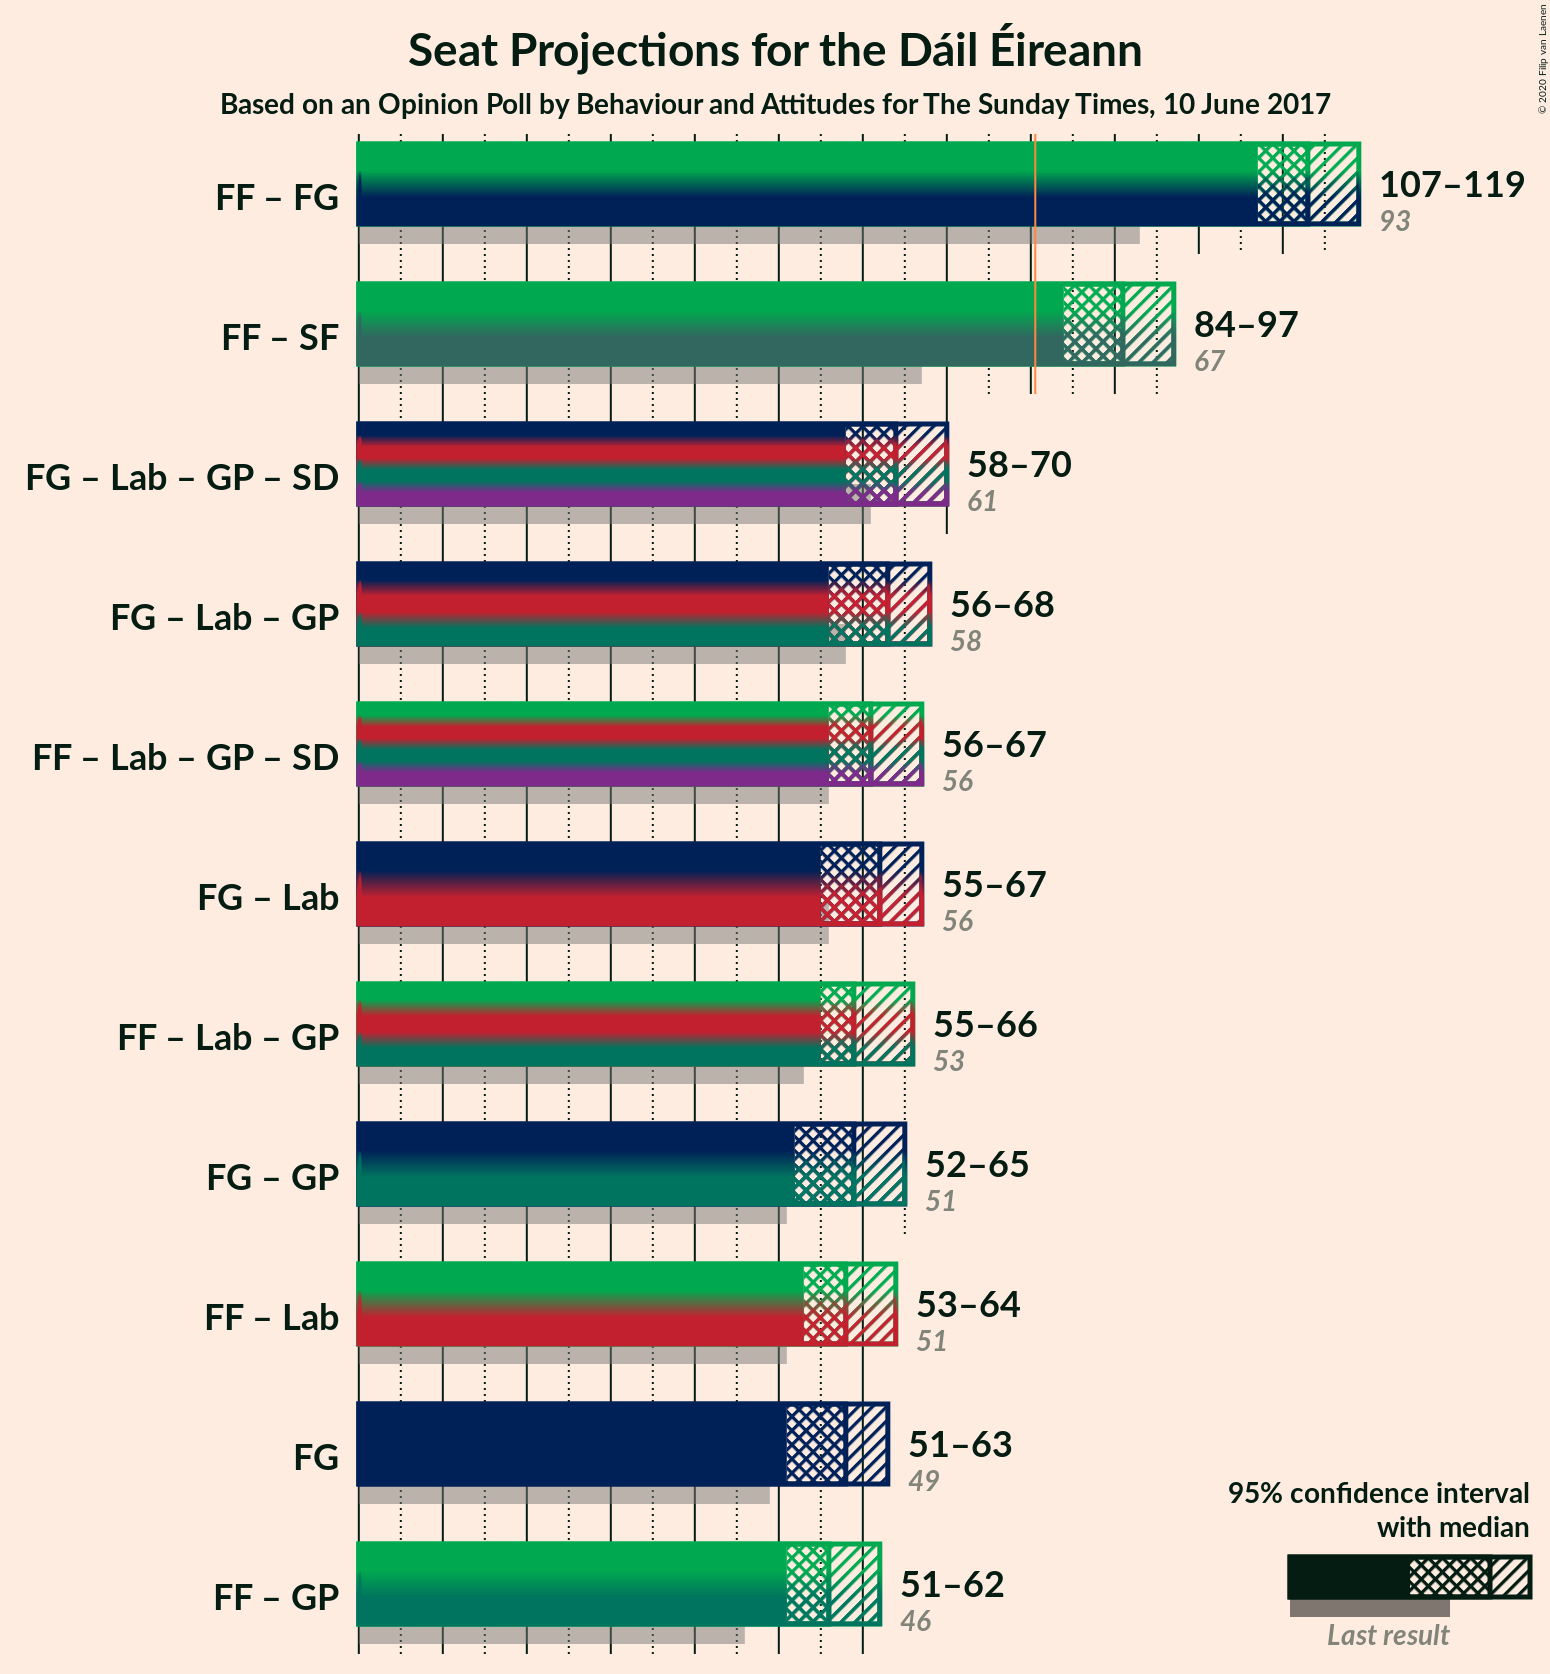 Seat Projections for the Dáil Éireann
Based on an Opinion Poll by Behaviour and Attitudes for The Sunday Times, 10 June 2017
© 2020 Filip van Laenen
FF – FG
107–119
93
FF – SF
84–97
67
FG – Lab – GP – SD
58–70
61
FG – Lab – GP
56–68
58
FF – Lab – GP – SD
56–67
56
FG – Lab
55–67
56
FF – Lab – GP
55–66
53
FG – GP
52–65
51
FF – Lab
53–64
51
FG
51–63
49
FF – GP
51–62
46
95% confidence interval
with median
Last result